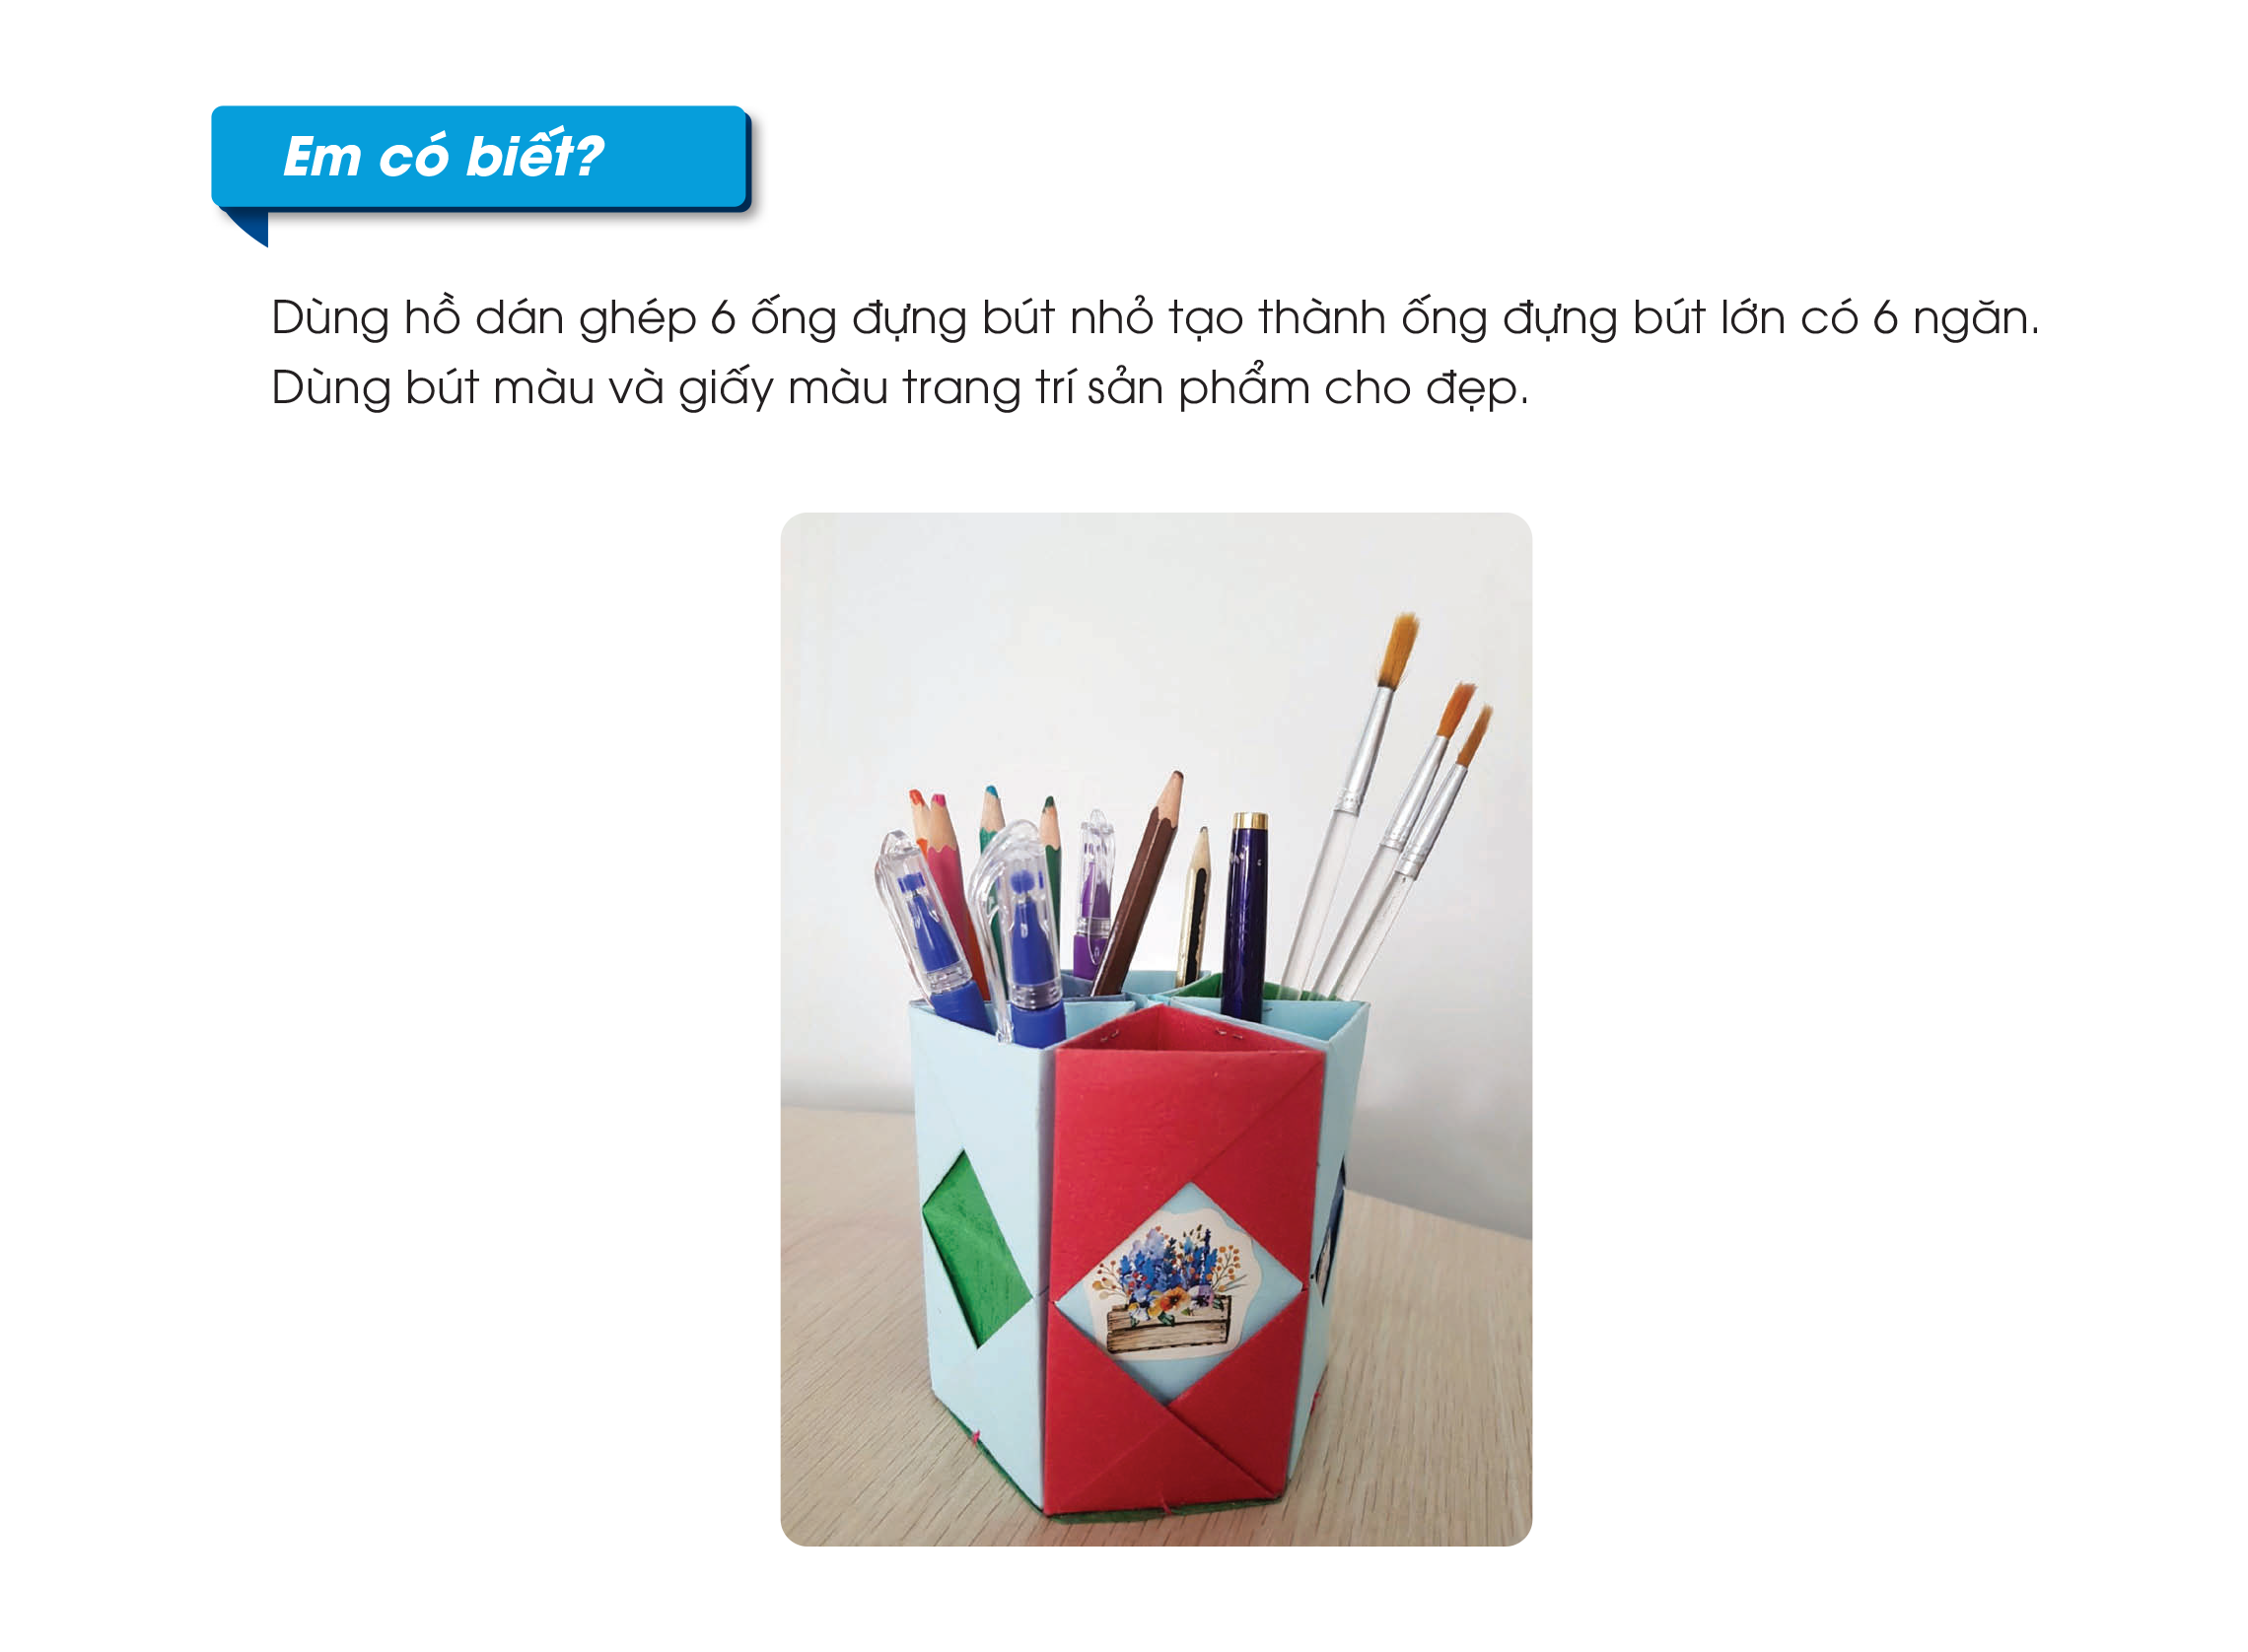 Em có biết?
Dùng hồ dán ghép 6 ống đựng bút nhỏ tạo thành ống đựng bút lớn có 6 ngăn.
Dùng bút màu và giấy màu trang trí sản phẩm cho đẹp.